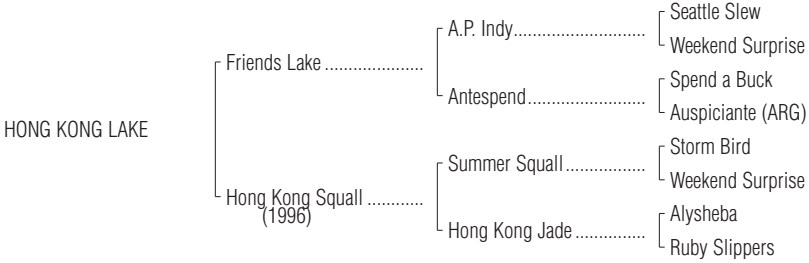 Seattle Slew
A.P. Indy..............................
Weekend Surprise
Friends Lake ......................
Spend a Buck
Antespend...........................
Auspiciante (ARG)
HONG KONG LAKE
Storm Bird
Summer Squall..................
Weekend Surprise
Hong Kong Squall ............
(1996)
Alysheba
Hong Kong Jade ................
Ruby Slippers